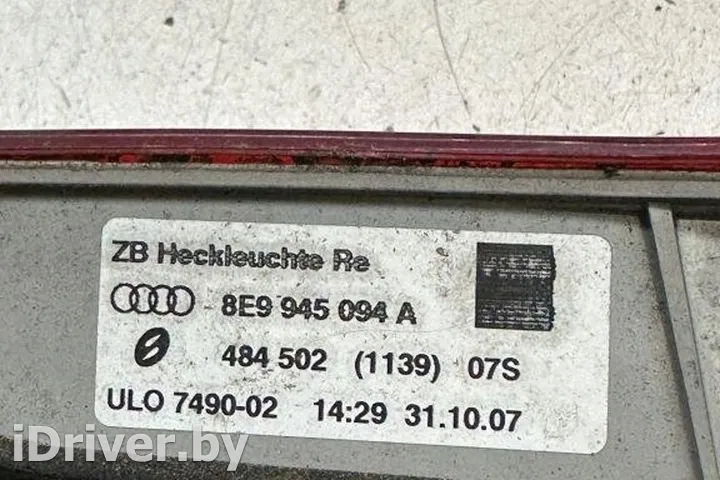 ZB Heckleuchte Re
8E9 945 094 A
484 502 (1139) 07S
ULO 7490-02 14:29 31.10.07
iDriver.by